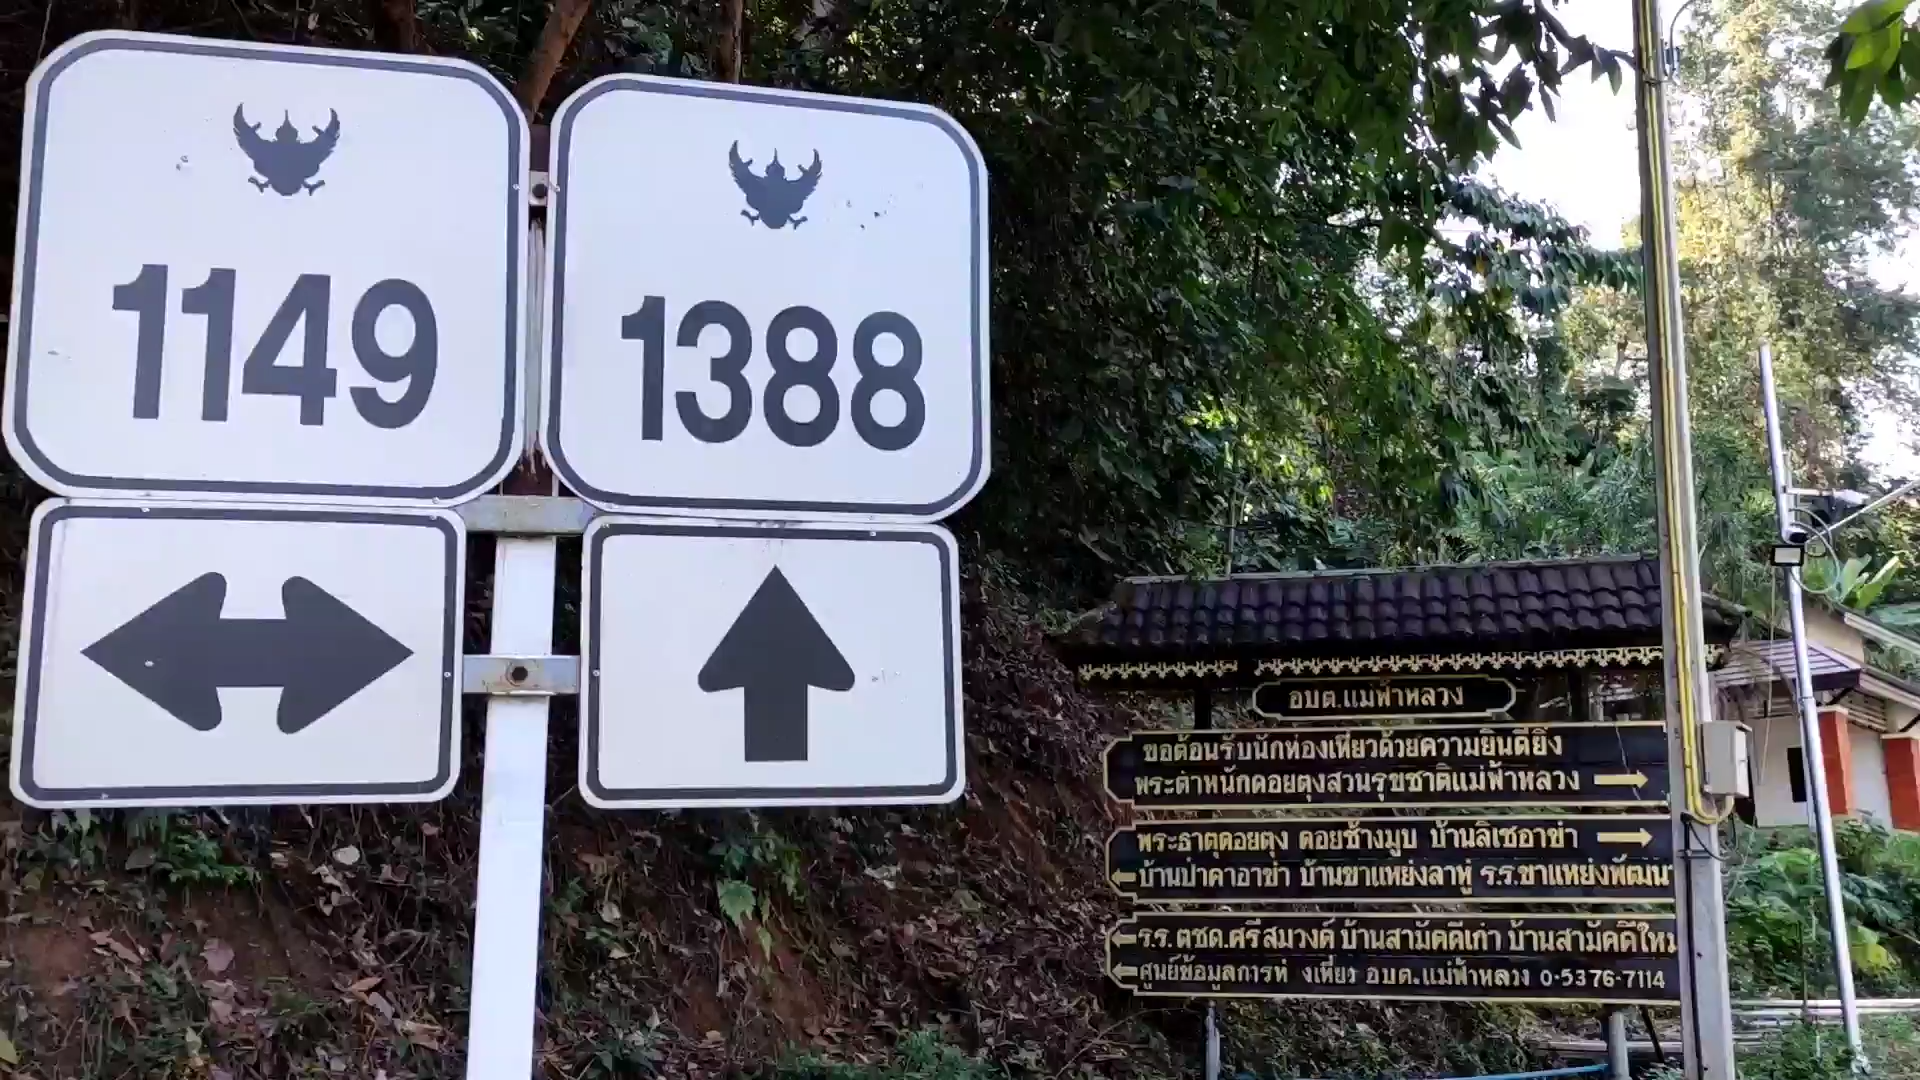 1149
1388
อบต.แม่ฟ้าหลวง
ขอต้อนรับนักท่องเที่ยวด้วยความยินดียิ่ง
พระตำหนักดอยตุงสวนรุขชาติแม่ฟ้าหลวง
พระธาตุดอยตุง ดอยช้างมูบ บ้านลิเชอาข่า
บ้านป่าคาอาข่า บ้านขาแหย่งลาหู่ ร.ร.ขาแหย่งพัฒนา
ร.ร.ตชด.ศรีสมวงศ์ บ้านสามัคคีเก่า บ้านสามัคคีใหม่
ศูนย์ข้อมูลการท่ งเที่ยว อบต.แม่ฟ้าหลวง 0-5376-7114